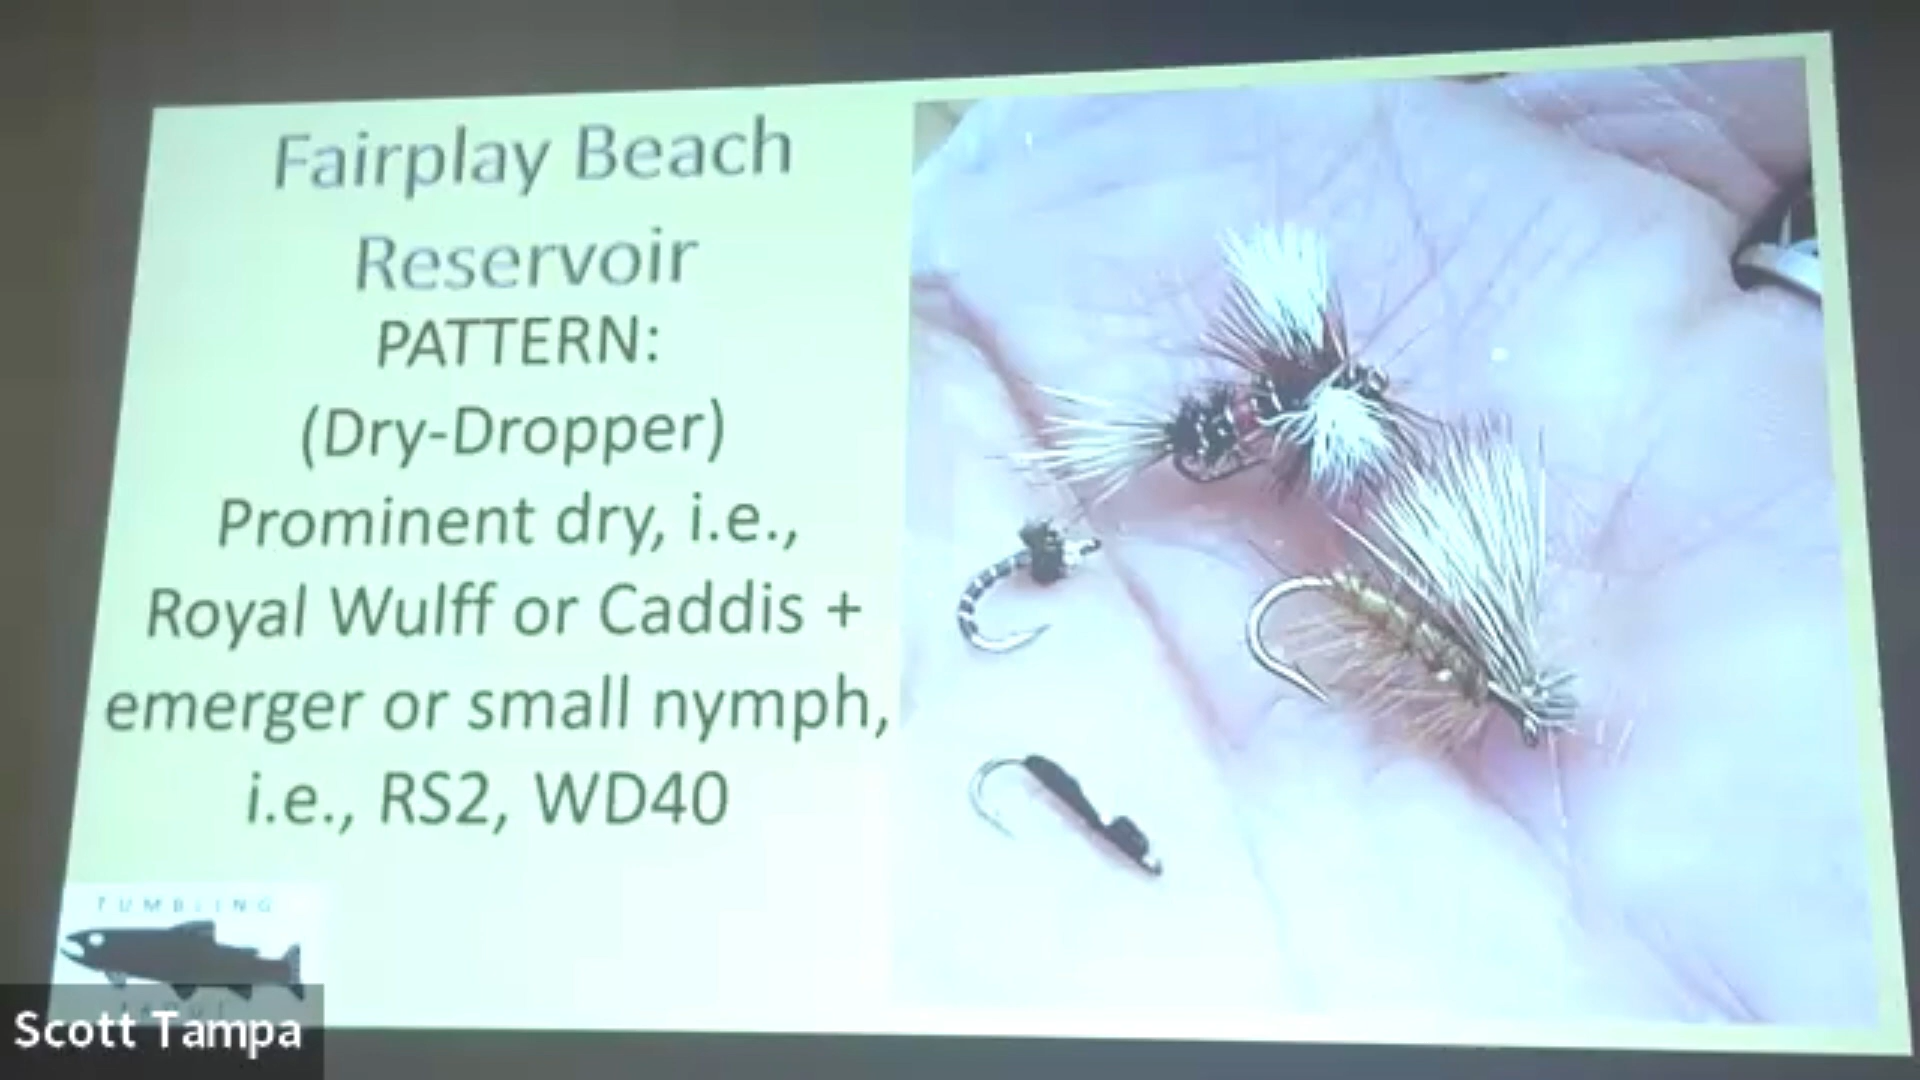 Fairplay Beach
Reservoir
PATTERN:
(Dry-Dropper)
Prominent dry, i.e.,
Royal Wulff or Caddis +
emerger or small nymph,
i.e., RS2, WD40
TUMBLING
Scott Tampa